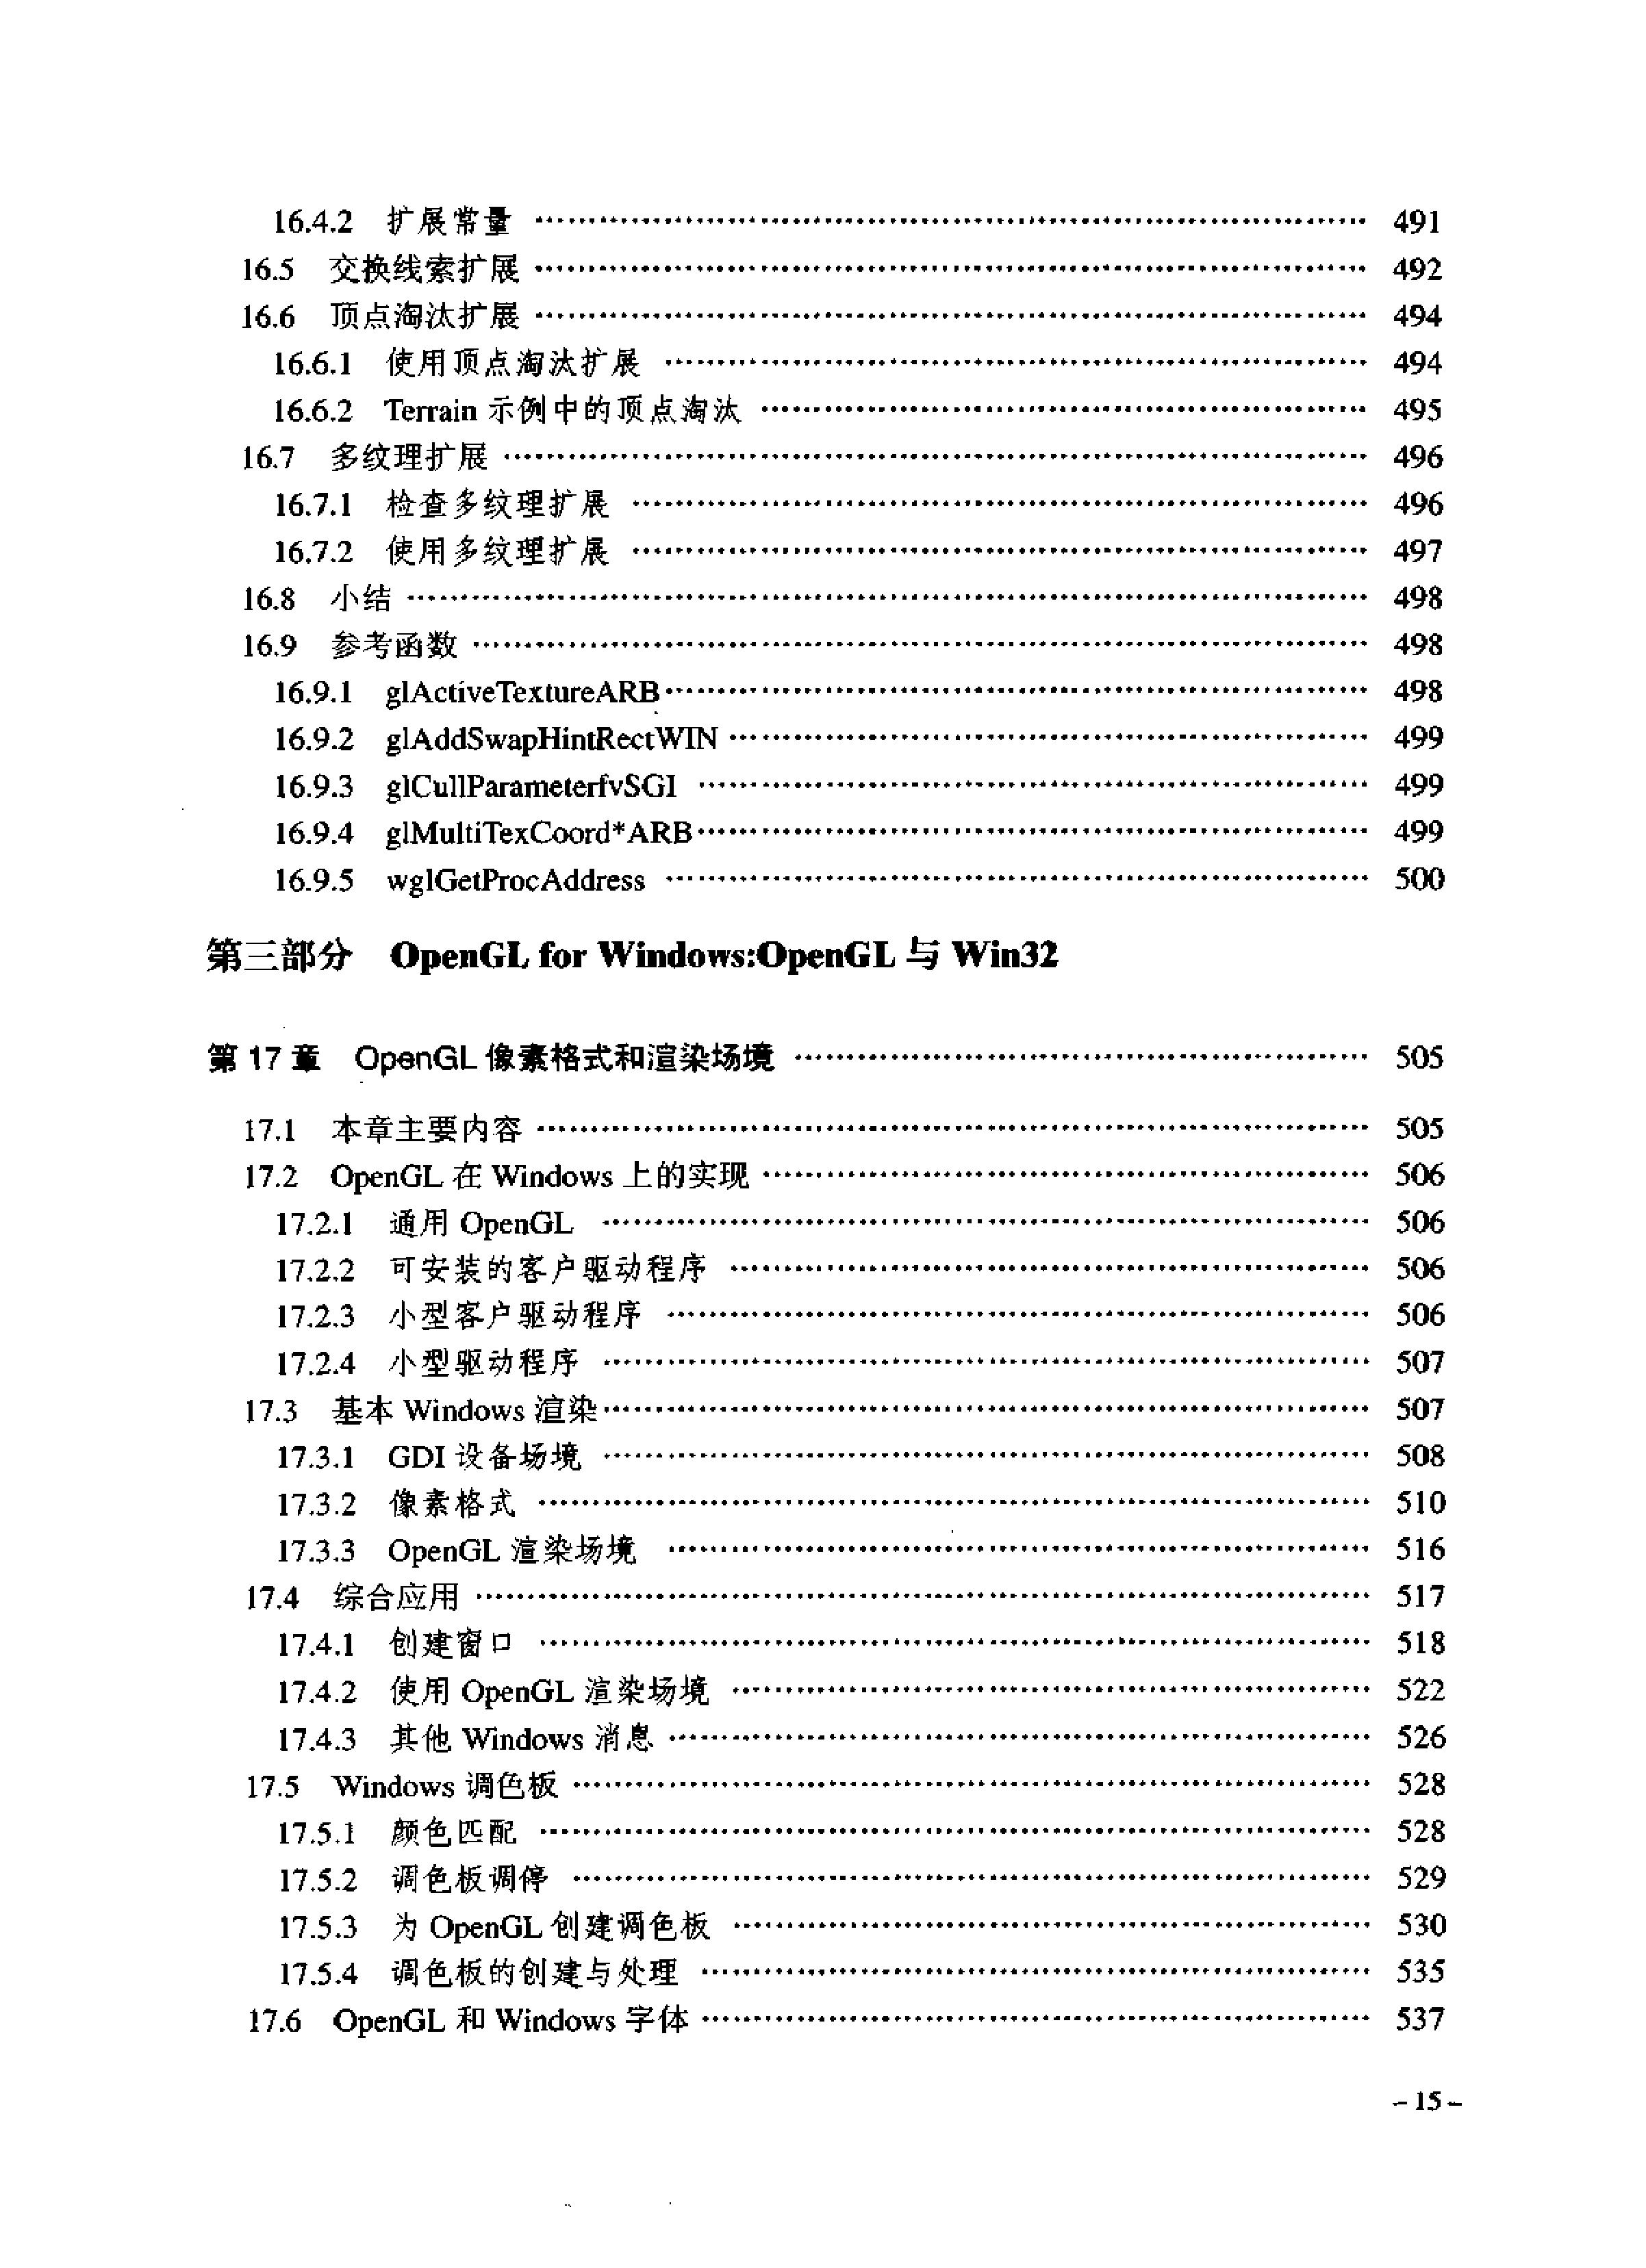 16.4.2 扩展常量 ………… 491
16.5 交换线索扩展 ………… 492
16.6 顶点淘汰扩展 ………… 494
16.6.1 使用顶点淘汰扩展 ………… 494
16.6.2 Terrain 示例中的顶点淘汰 ………… 495
16.7 多纹理扩展 ………… 496
16.7.1 检查多纹理扩展 ………… 496
16.7.2 使用多纹理扩展 ………… 497
16.8 小结 ………… 498
16.9 参考函数 ………… 498
16.9.1 glActiveTextureARB ………… 498
16.9.2 glAddSwapHintRectWIN ………… 499
16.9.3 glCullParameterfvSGI ………… 499
16.9.4 glMultiTexCoord*ARB ………… 499
16.9.5 wglGetProcAddress ………… 500
第三部分 OpenGL for Windows:OpenGL 与 Win32
第 17 章 OpenGL 像素格式和渲染场境 ………… 505
17.1 本章主要内容 ………… 505
17.2 OpenGL 在 Windows 上的实现 ………… 506
17.2.1 通用 OpenGL ………… 506
17.2.2 可安装的客户驱动程序 ………… 506
17.2.3 小型客户驱动程序 ………… 506
17.2.4 小型驱动程序 ………… 507
17.3 基本 Windows 渲染 ………… 507
17.3.1 GDI 设备场境 ………… 508
17.3.2 像素格式 ………… 510
17.3.3 OpenGL 渲染场境 ………… 516
17.4 综合应用 ………… 517
17.4.1 创建窗口 ………… 518
17.4.2 使用 OpenGL 渲染场境 ………… 522
17.4.3 其他 Windows 消息 ………… 526
17.5 Windows 调色板 ………… 528
17.5.1 颜色匹配 ………… 528
17.5.2 调色板调停 ………… 529
17.5.3 为 OpenGL 创建调色板 ………… 530
17.5.4 调色板的创建与处理 ………… 535
17.6 OpenGL 和 Windows 字体 ………… 537
- 15 -